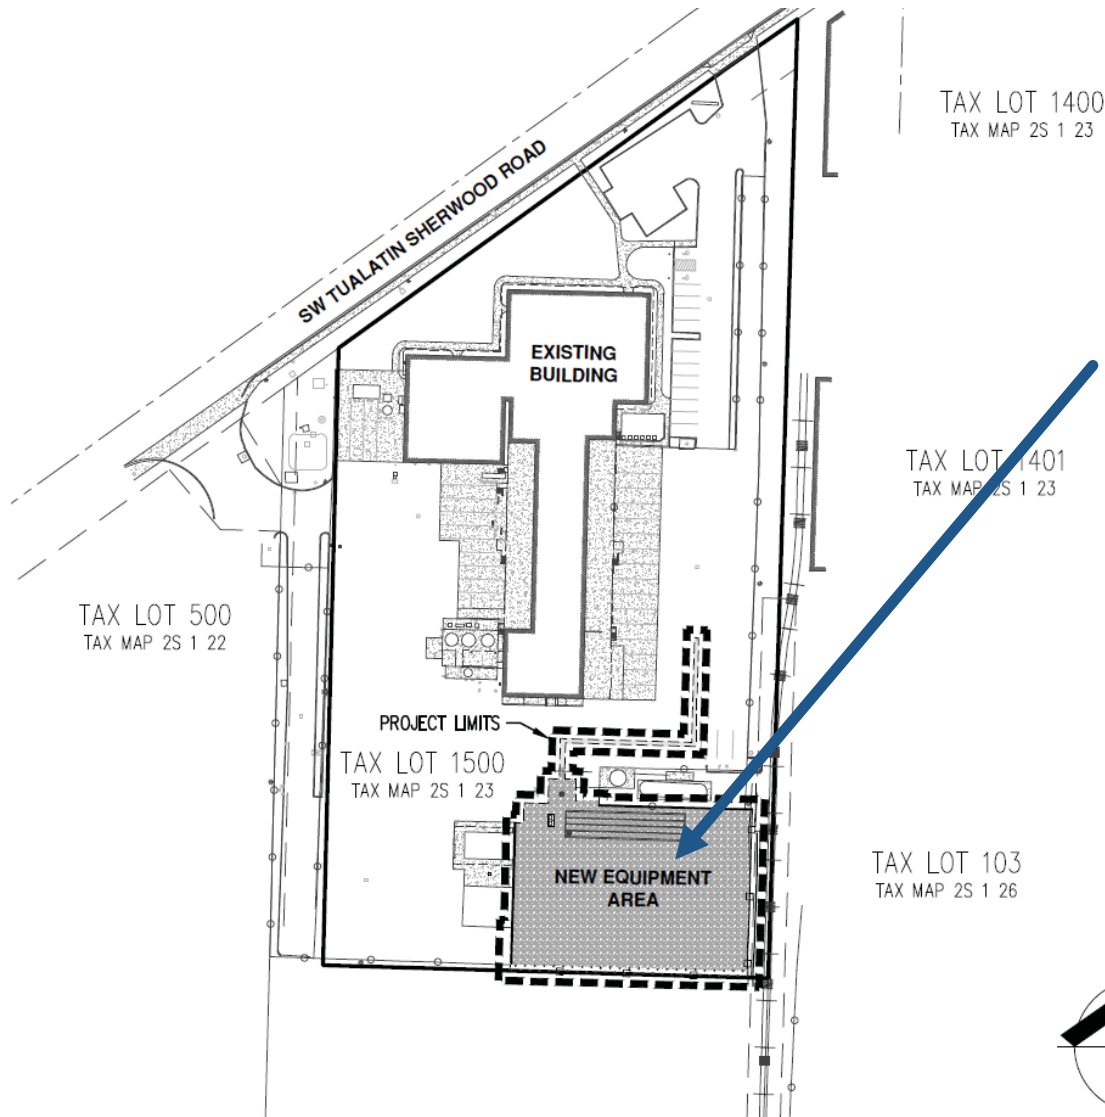 TAX LOT 1400
TAX MAP 2S 1 23
SW TUALATIN SHERWOOD ROAD
EXISTING
BUILDING
TAX LOT 1401
TAX MAP 2S 1 23
TAX LOT 500
TAX MAP 2S 1 22
PROJECT LIMITS
TAX LOT 1500
TAX MAP 2S 1 23
NEW EQUIPMENT
AREA
TAX LOT 103
TAX MAP 2S 1 26